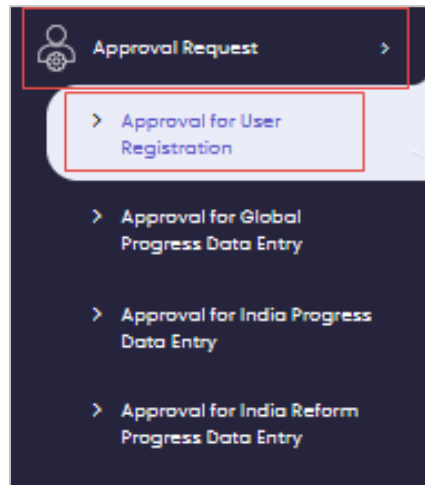 Approval Request
Approval for User
Registration
Approval for Global
Progress Data Entry
Approval for India Progress
Data Entry
Approval for India Reform
Progress Data Entry